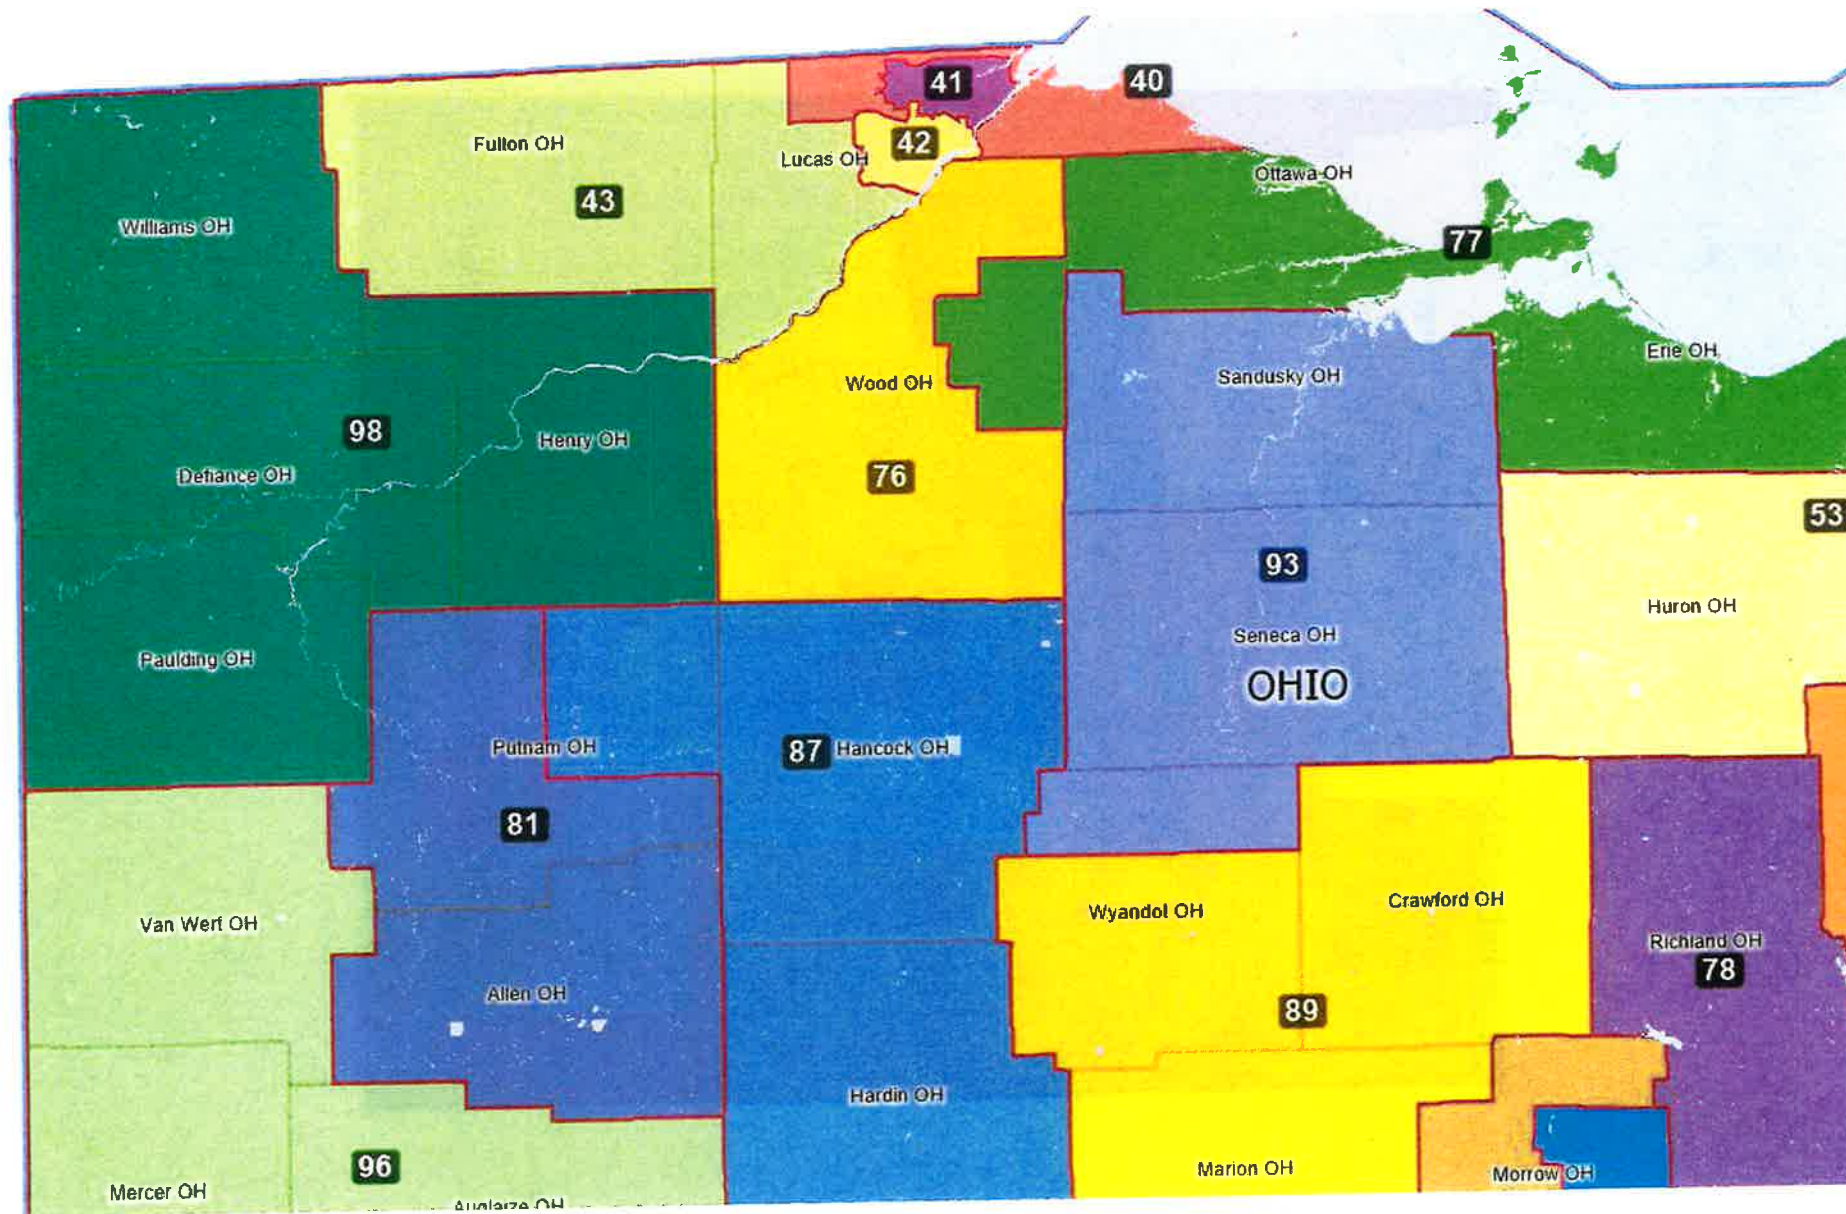 41
40
Fulton OH
42
Lucas OH
Ottawa OH
43
Williams OH
77
Erie OH
Wood OH
Sandusky OH
98
Henry OH
Defiance OH
76
53
93
Huron OH
Seneca OH
Paulding OH
OHIO
Putnam OH
87 Hancock OH
81
Crawford OH
Wyandot OH
Van Wert OH
Richland OH
78
Allen OH
89
Hardin OH
96
Marion OH
Morrow OH
Mercer OH
Auglaize OH